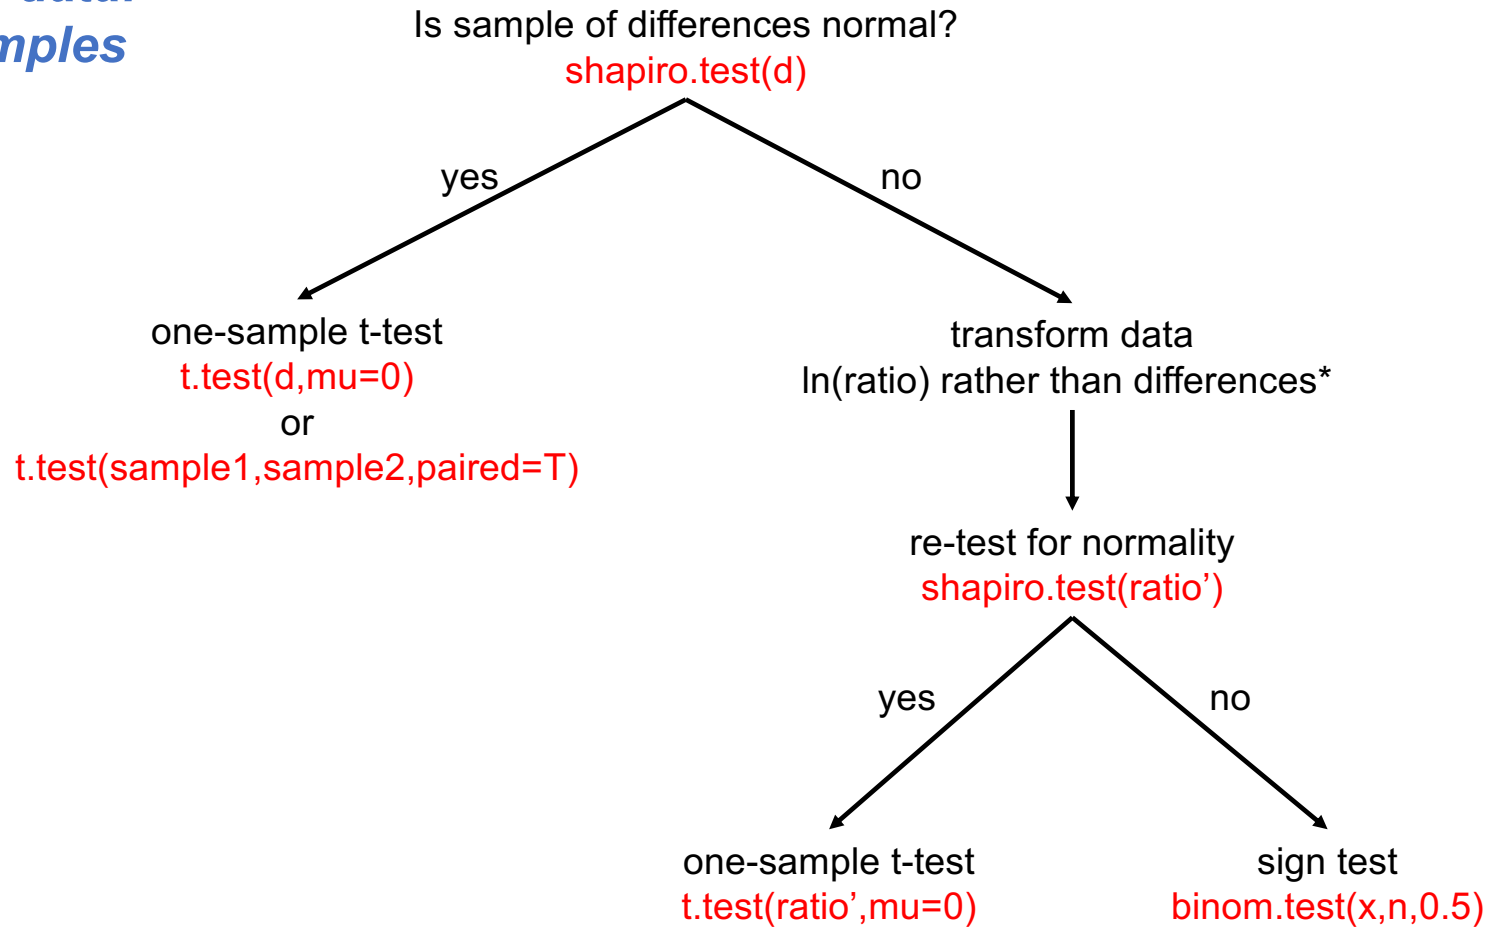 Is sample of differences normal?
shapiro.test(d)
yes
no
one-sample t-test
t.test(d,mu=0)
or
t.test(sample1,sample2,paired=T)
transform data
ln(ratio) rather than differences*
re-test for normality
shapiro.test(ratio’)
yes
no
one-sample t-test
t.test(ratio’,mu=0)
sign test
binom.test(x,n,0.5)